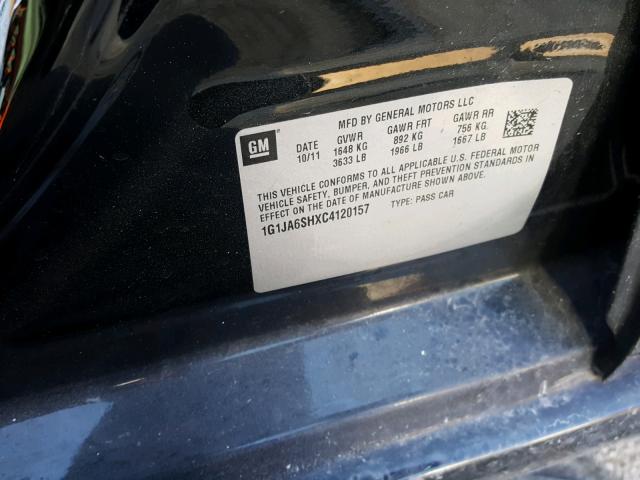 MFD BY GENERAL MOTORS LLC
GM
DATE GVWR GAWR FRT GAWR RR
10/11 1648 KG 892 KG 756 KG.
3633 LB 1966 LB 1667 LB
THIS VEHICLE CONFORMS TO ALL APPLICABLE U.S. FEDERAL MOTOR
VEHICLE SAFETY, BUMPER, AND THEFT PREVENTION STANDARDS IN
EFFECT ON THE DATE OF MANUFACTURE SHOWN ABOVE.
1G1JA6SHXC4120157 TYPE: PASS CAR